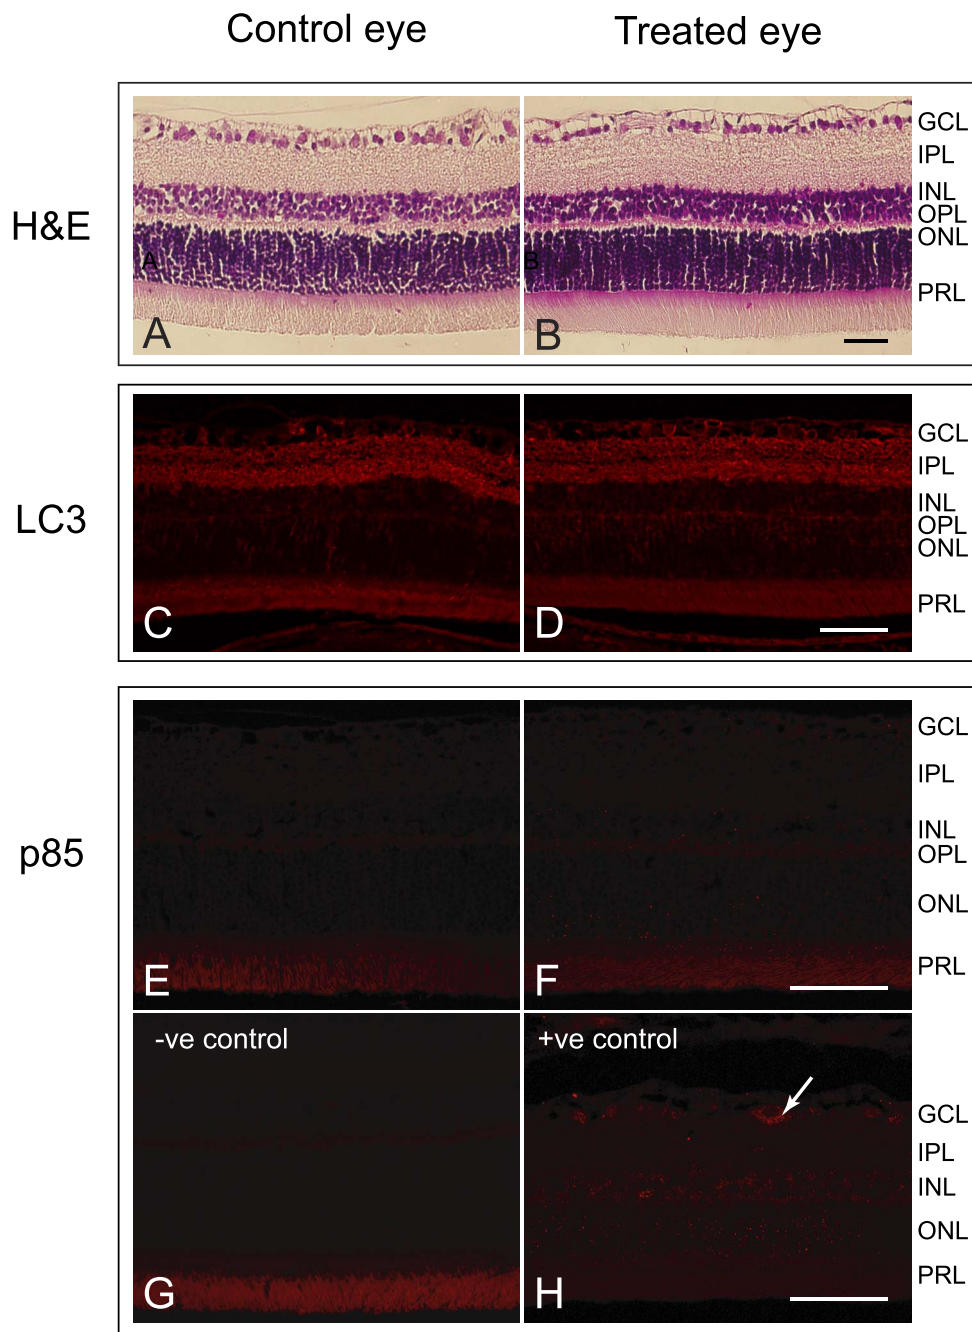 Control eye Treated eye
H&E
GCL
IPL
INL
OPL
ONL
PRL
A
B
A
B
LC3
GCL
IPL
INL
OPL
ONL
PRL
C
D
p85
GCL
IPL
INL
OPL
ONL
PRL
E
F
-ve control
+ve control
GCL
IPL
INL
ONL
PRL
G
H